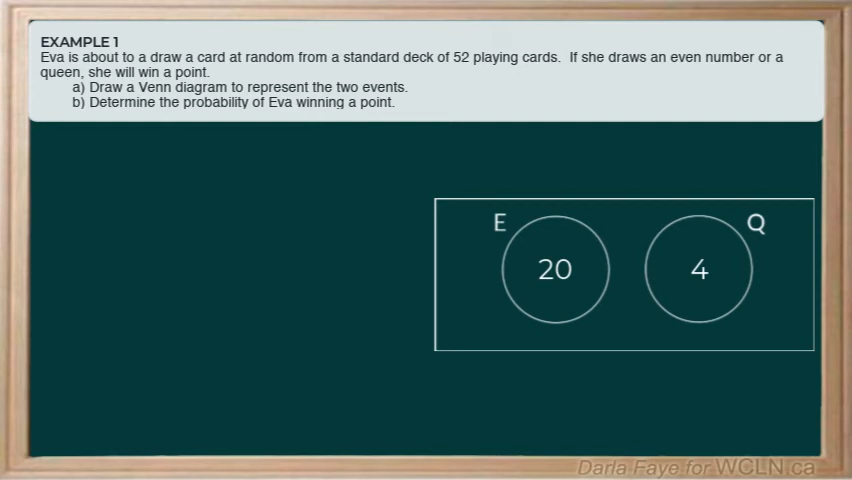 EXAMPLE 1
Eva is about to a draw a card at random from a standard deck of 52 playing cards. If she draws an even number or a
queen, she will win a point.
a) Draw a Venn diagram to represent the two events.
b) Determine the probability of Eva winning a point.
E Q
20 4
Darla Faye for WCLN.ca